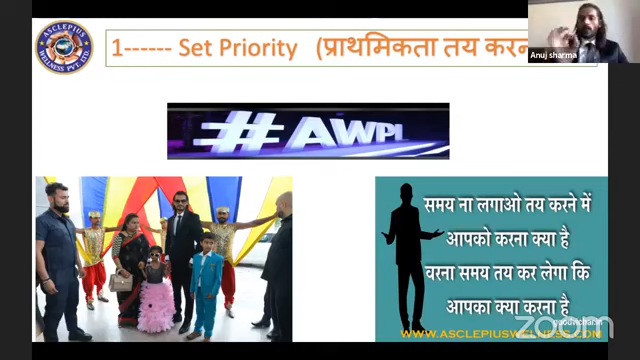 ASCLEPIUS
WELLNESS PVT. LTD.
1------ Set Priority (प्राथमिकता तय करन
Anuj sharma
#AWPL
समय ना लगाओ तय करने में
आपको करना क्या है
वरना समय तय कर लेगा कि
आपका क्या करना है
WWW.ASCLEPIUSWELLNESS.COM
zoom